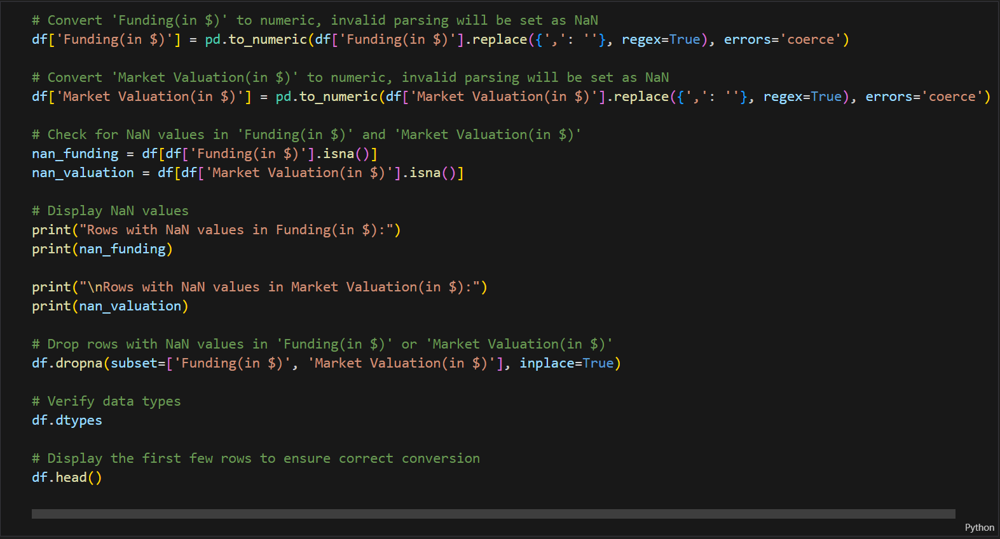 # Convert 'Funding(in $)' to numeric, invalid parsing will be set as NaN
df['Funding(in $)'] = pd.to_numeric(df['Funding(in $)'].replace({',': ''}, regex=True), errors='coerce')
# Convert 'Market Valuation(in $)' to numeric, invalid parsing will be set as NaN
df['Market Valuation(in $)'] = pd.to_numeric(df['Market Valuation(in $)'].replace({',': ''}, regex=True), errors='coerce')
# Check for NaN values in 'Funding(in $)' and 'Market Valuation(in $)'
nan_funding = df[df['Funding(in $)'].isna()]
nan_valuation = df[df['Market Valuation(in $)'].isna()]
# Display NaN values
print("Rows with NaN values in Funding(in $):")
print(nan_funding)
print("\nRows with NaN values in Market Valuation(in $):")
print(nan_valuation)
# Drop rows with NaN values in 'Funding(in $)' or 'Market Valuation(in $)'
df.dropna(subset=['Funding(in $)', 'Market Valuation(in $)'], inplace=True)
# Verify data types
df.dtypes
# Display the first few rows to ensure correct conversion
df.head()
Python